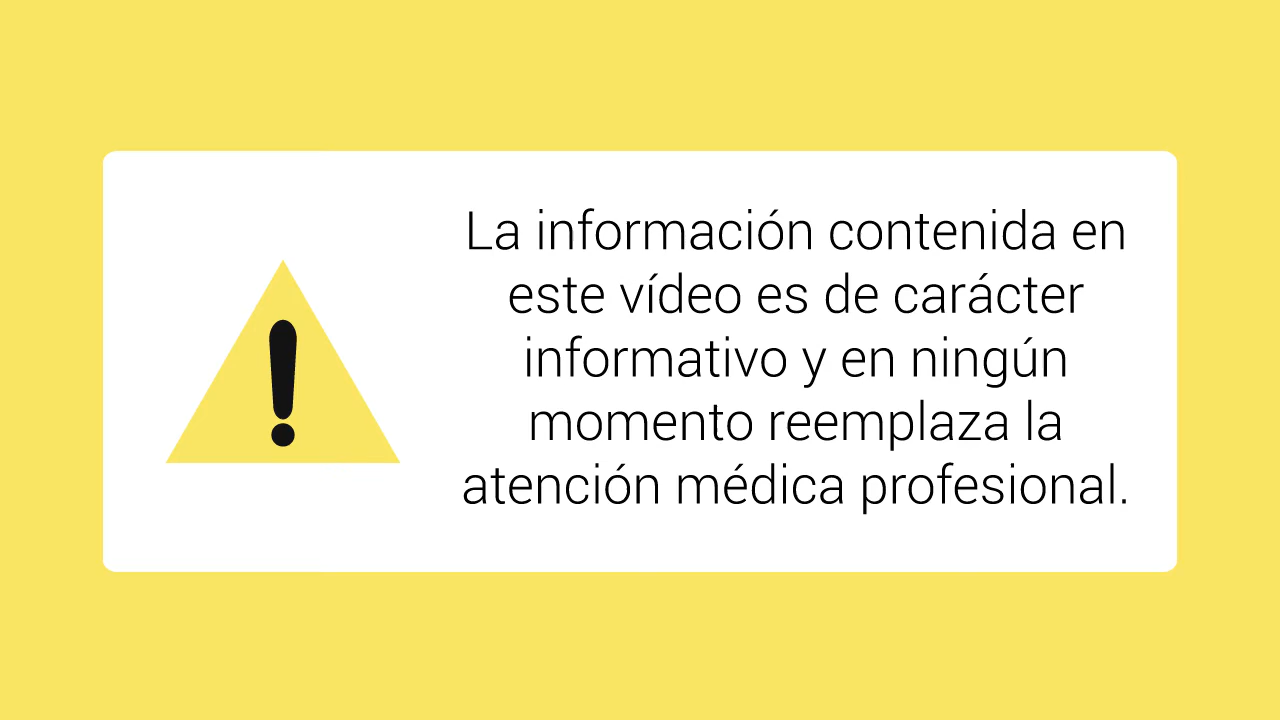 La información contenida en
este vídeo es de carácter
informativo y en ningún
momento reemplaza la
atención médica profesional.